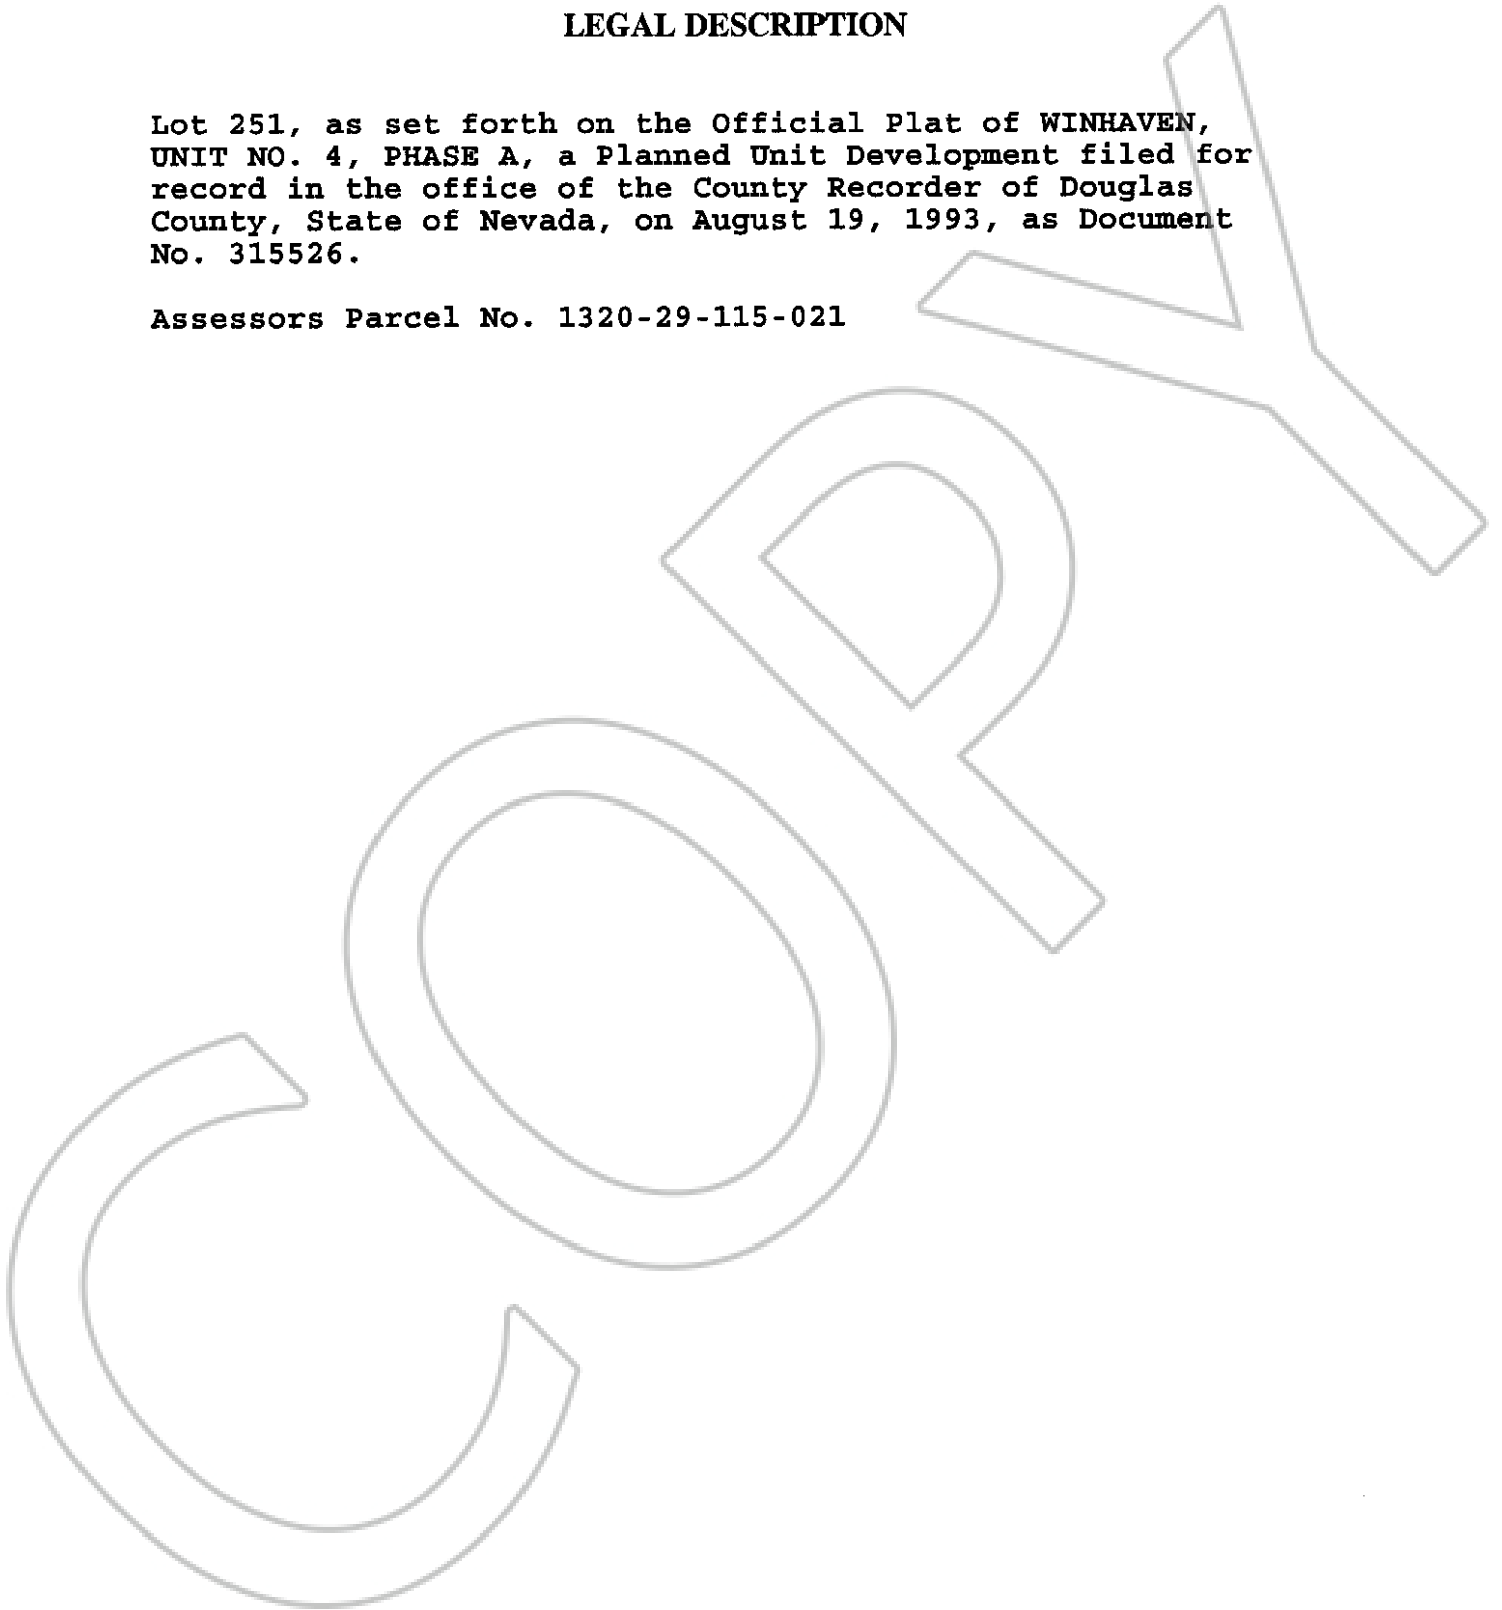 LEGAL DESCRIPTION
Lot 251, as set forth on the Official Plat of WINHAVEN,
UNIT NO. 4, PHASE A, a Planned Unit Development filed for
record in the office of the County Recorder of Douglas
County, State of Nevada, on August 19, 1993, as Document
No. 315526.
Assessors Parcel No. 1320-29-115-021
COPY